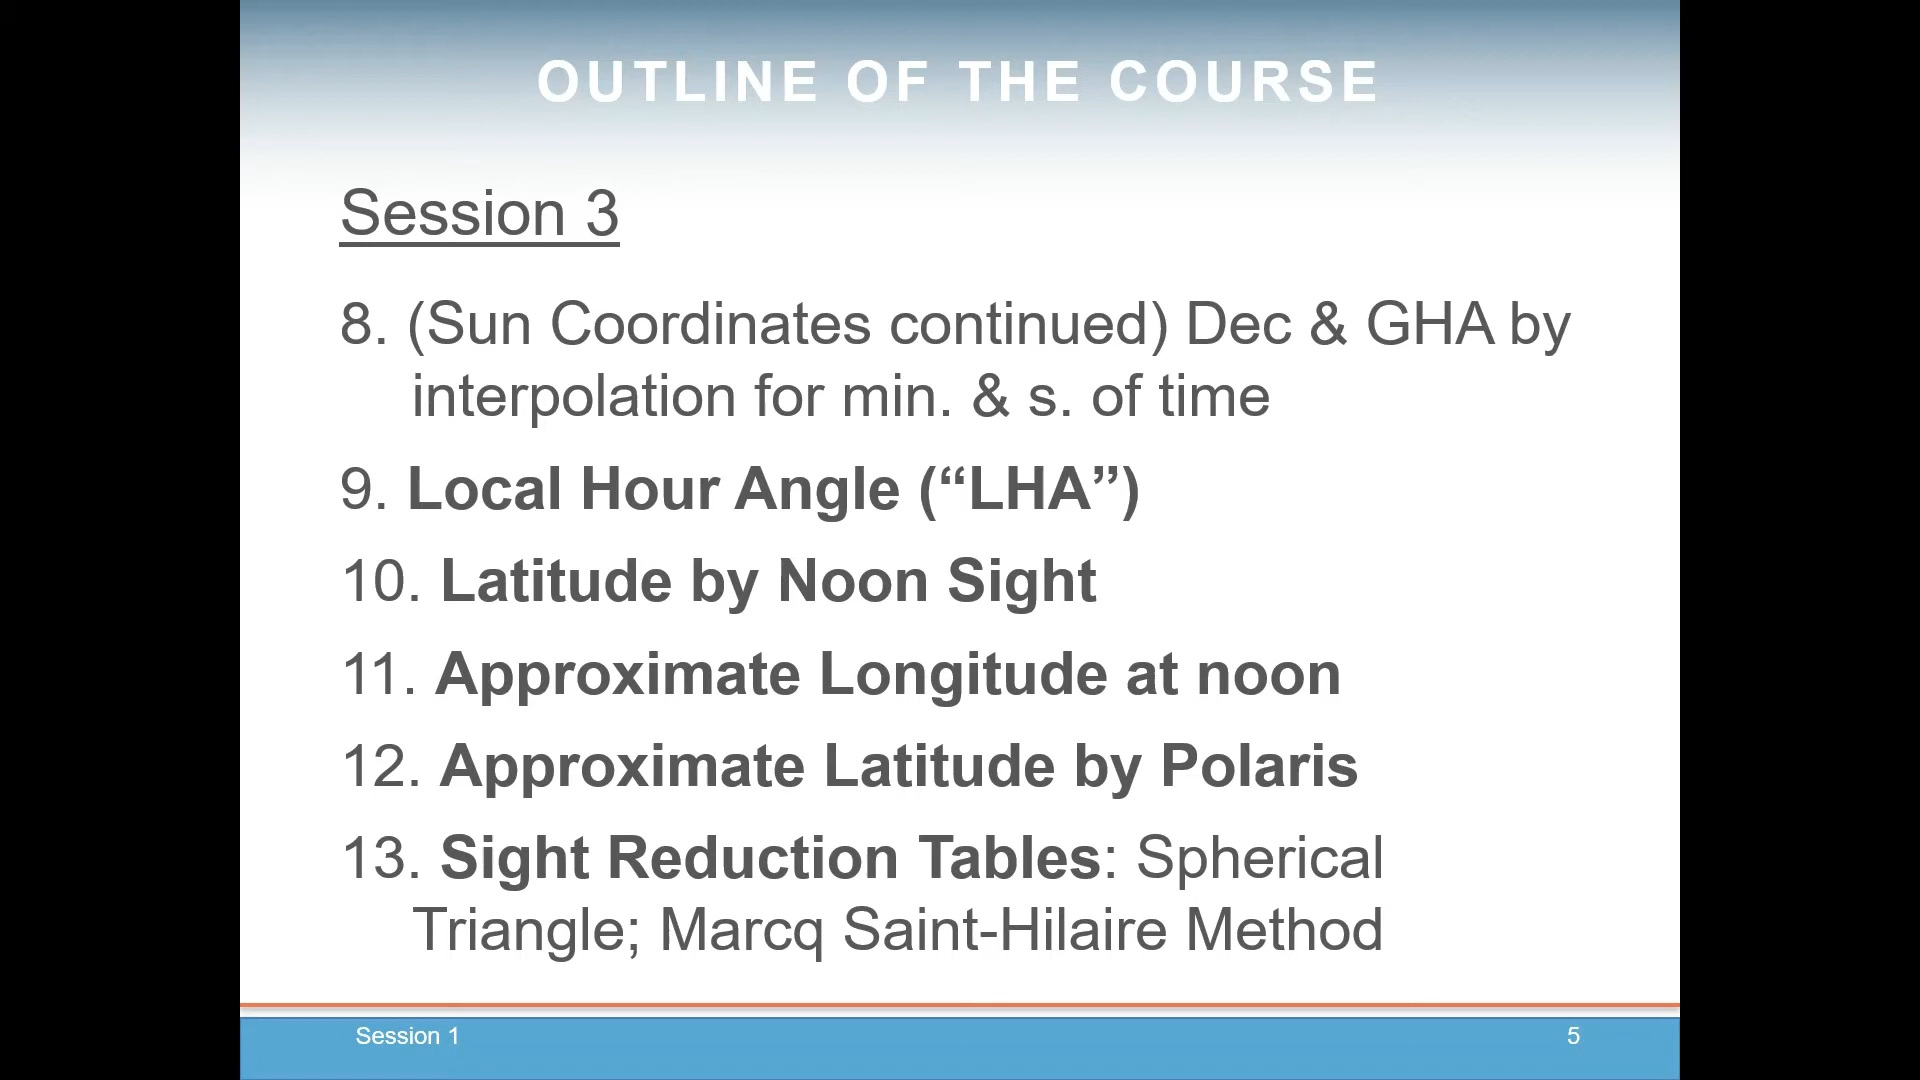 OUTLINE OF THE COURSE
Session 3
8. (Sun Coordinates continued) Dec & GHA by
interpolation for min. & s. of time
9. Local Hour Angle (“LHA”)
10. Latitude by Noon Sight
11. Approximate Longitude at noon
12. Approximate Latitude by Polaris
13. Sight Reduction Tables: Spherical
Triangle; Marcq Saint-Hilaire Method
Session 1
5